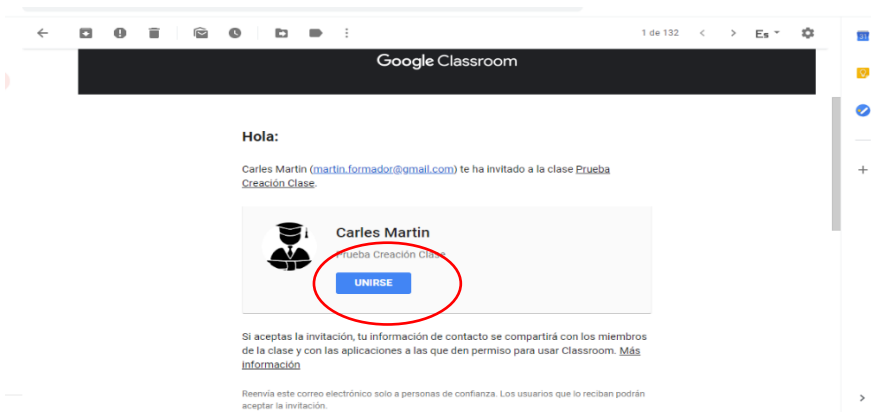 1 de 132
Es
31
Google Classroom
Hola:
Carles Martin (martin.formador@gmail.com) te ha invitado a la clase Prueba
Creación Clase.
Carles Martin
Prueba Creación Clase
UNIRSE
Si aceptas la invitación, tu información de contacto se compartirá con los miembros
de la clase y con las aplicaciones a las que den permiso para usar Classroom. Más
información
Reenvía este correo electrónico solo a personas de confianza. Los usuarios que lo reciban podrán
aceptar la invitación.